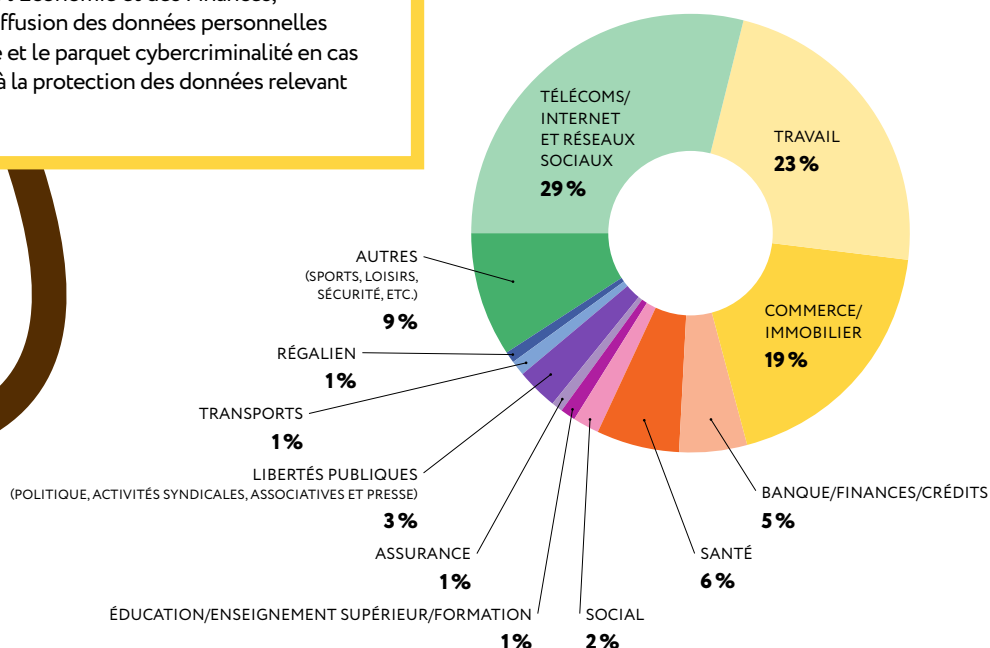 ffusion des données personnelles
et le parquet cybercriminalité en cas
à la protection des données relevant
TÉLÉCOMS/
INTERNET
ET RÉSEAUX
SOCIAUX
29 %
TRAVAIL
23 %
COMMERCE/
IMMOBILIER
19 %
BANQUE/FINANCES/CRÉDITS
5 %
SANTÉ
6 %
SOCIAL
2 %
ÉDUCATION/ENSEIGNEMENT SUPÉRIEUR/FORMATION
1 %
ASSURANCE
1 %
LIBERTÉS PUBLIQUES
(POLITIQUE, ACTIVITÉS SYNDICALES, ASSOCIATIVES ET PRESSE)
3 %
TRANSPORTS
1 %
RÉGALIEN
1 %
AUTRES
(SPORTS, LOISIRS,
SÉCURITÉ, ETC.)
9 %